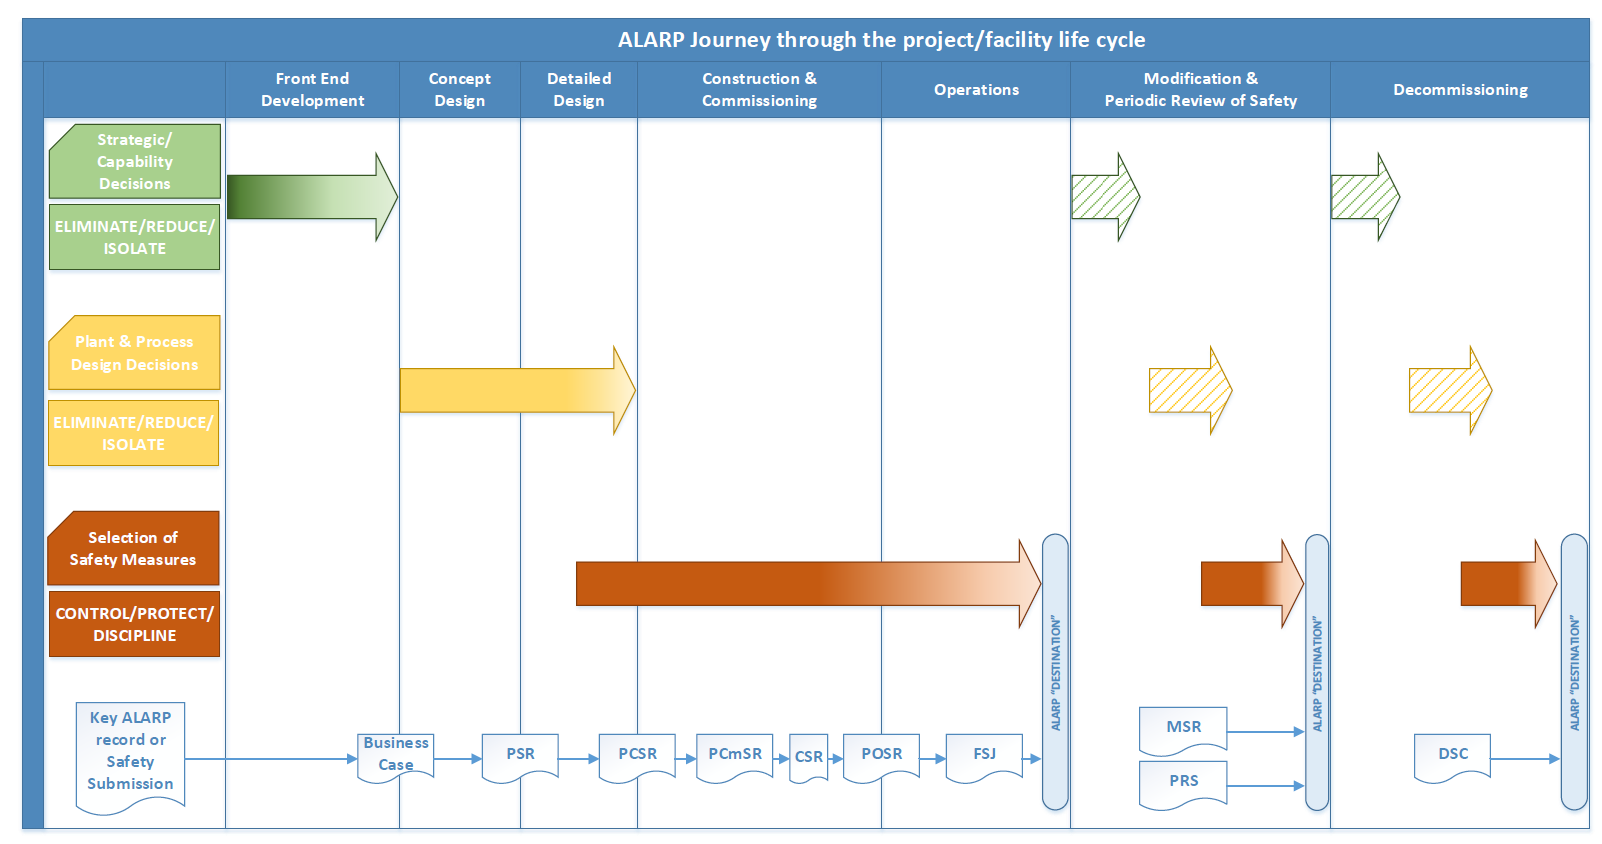 ALARP Journey through the project/facility life cycle
Front End
Development
Concept
Design
Detailed
Design
Construction &
Commissioning
Operations
Modification &
Periodic Review of Safety
Decommissioning
Strategic/
Capability
Decisions
ELIMINATE/REDUCE/
ISOLATE
Plant & Process
Design Decisions
ELIMINATE/REDUCE/
ISOLATE
Selection of
Safety Measures
CONTROL/PROTECT/
DISCIPLINE
Key ALARP
record or
Safety
Submission
Business
Case
PSR
PCSR
PCmSR
CSR
POSR
FSJ
ALARP “DESTINATION”
MSR
PRS
ALARP “DESTINATION”
DSC
ALARP “DESTINATION”